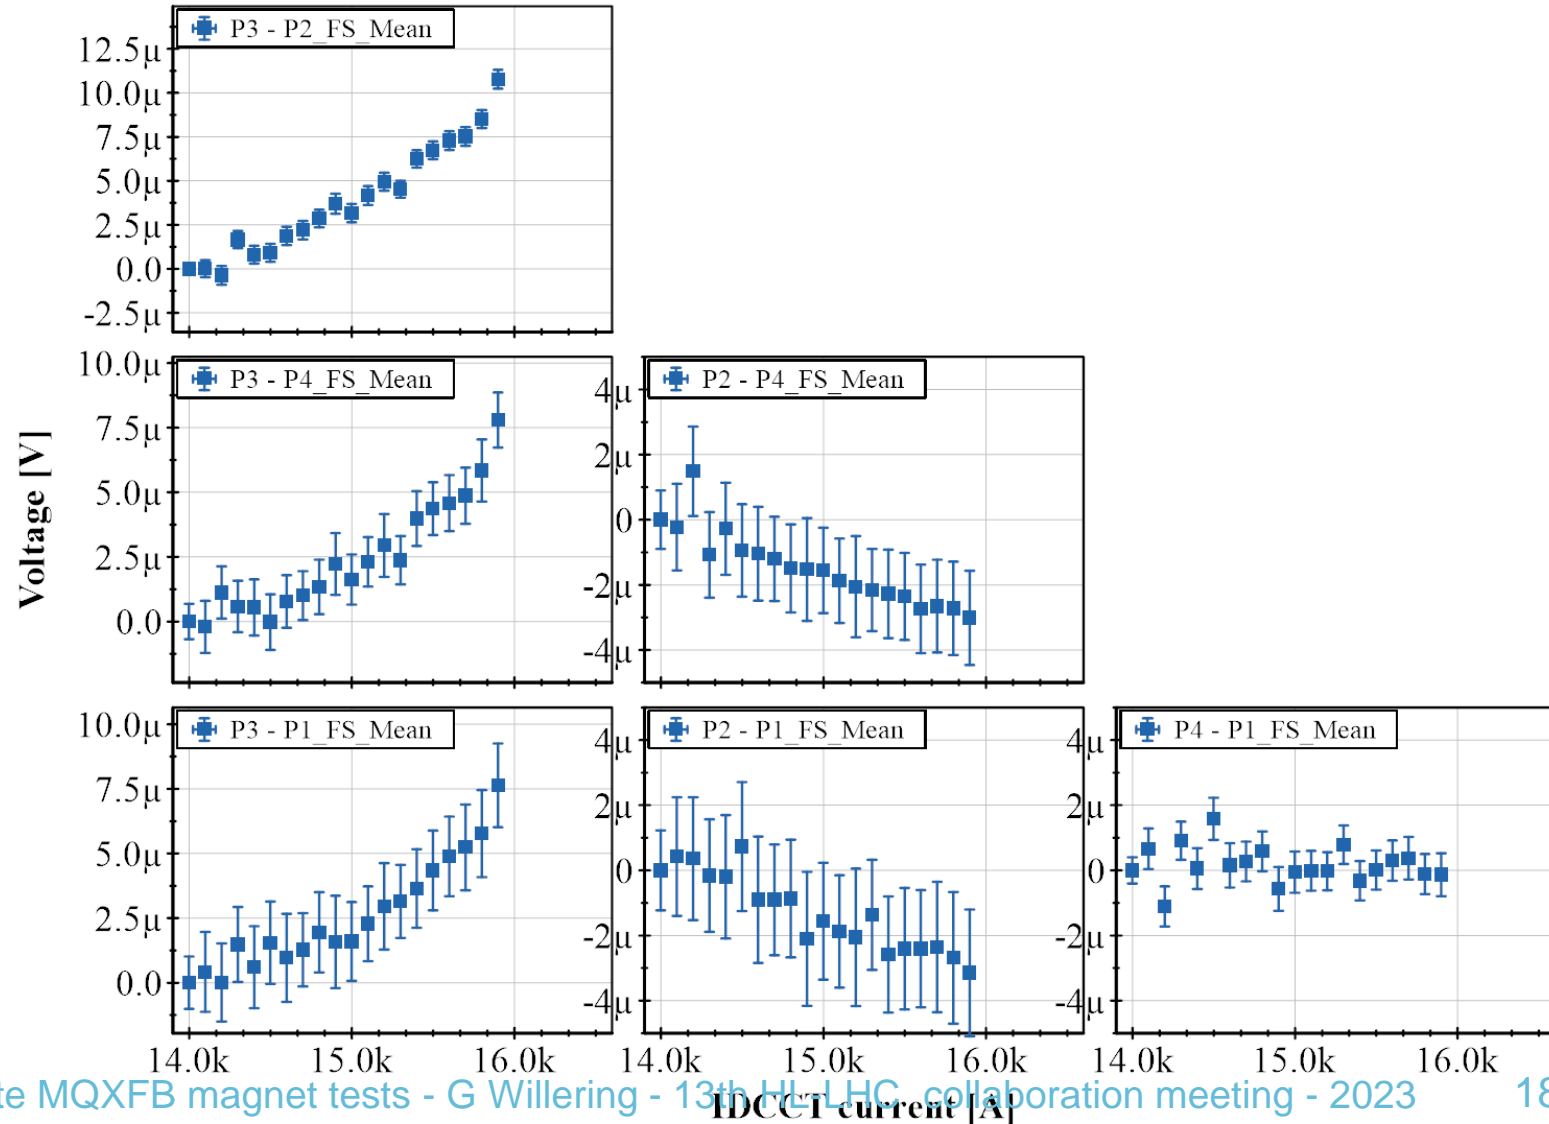 P3 - P2_FS_Mean
12.5µ
10.0µ
7.5µ
5.0µ
2.5µ
0.0
-2.5µ
P3 - P4_FS_Mean
10.0µ
7.5µ
5.0µ
2.5µ
0.0
P2 - P4_FS_Mean
4µ
2µ
0
-2µ
-4µ
Voltage [V]
P3 - P1_FS_Mean
10.0µ
7.5µ
5.0µ
2.5µ
0.0
P2 - P1_FS_Mean
4µ
2µ
0
-2µ
-4µ
P4 - P1_FS_Mean
4µ
2µ
0
-2µ
-4µ
14.0k 15.0k 16.0k 14.0k 15.0k 16.0k 14.0k 15.0k 16.0k
IDCCT current [A]
te MQXFB magnet tests - G Willering - 13th HL-LHC collaboration meeting - 2023 18